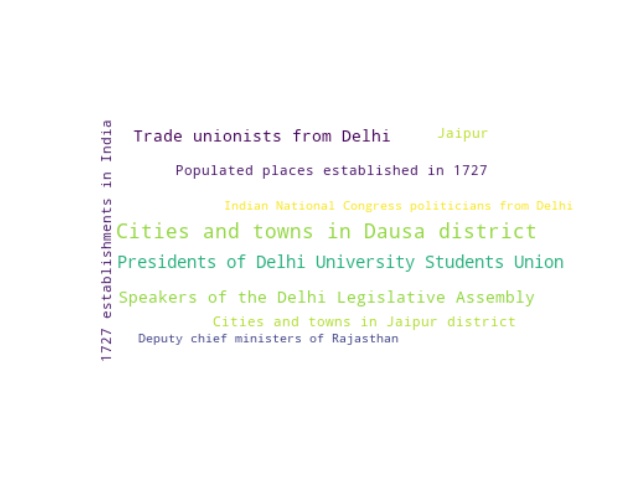 1727 establishments in India
Trade unionists from Delhi
Jaipur
Populated places established in 1727
Indian National Congress politicians from Delhi
Cities and towns in Dausa district
Presidents of Delhi University Students Union
Speakers of the Delhi Legislative Assembly
Cities and towns in Jaipur district
Deputy chief ministers of Rajasthan